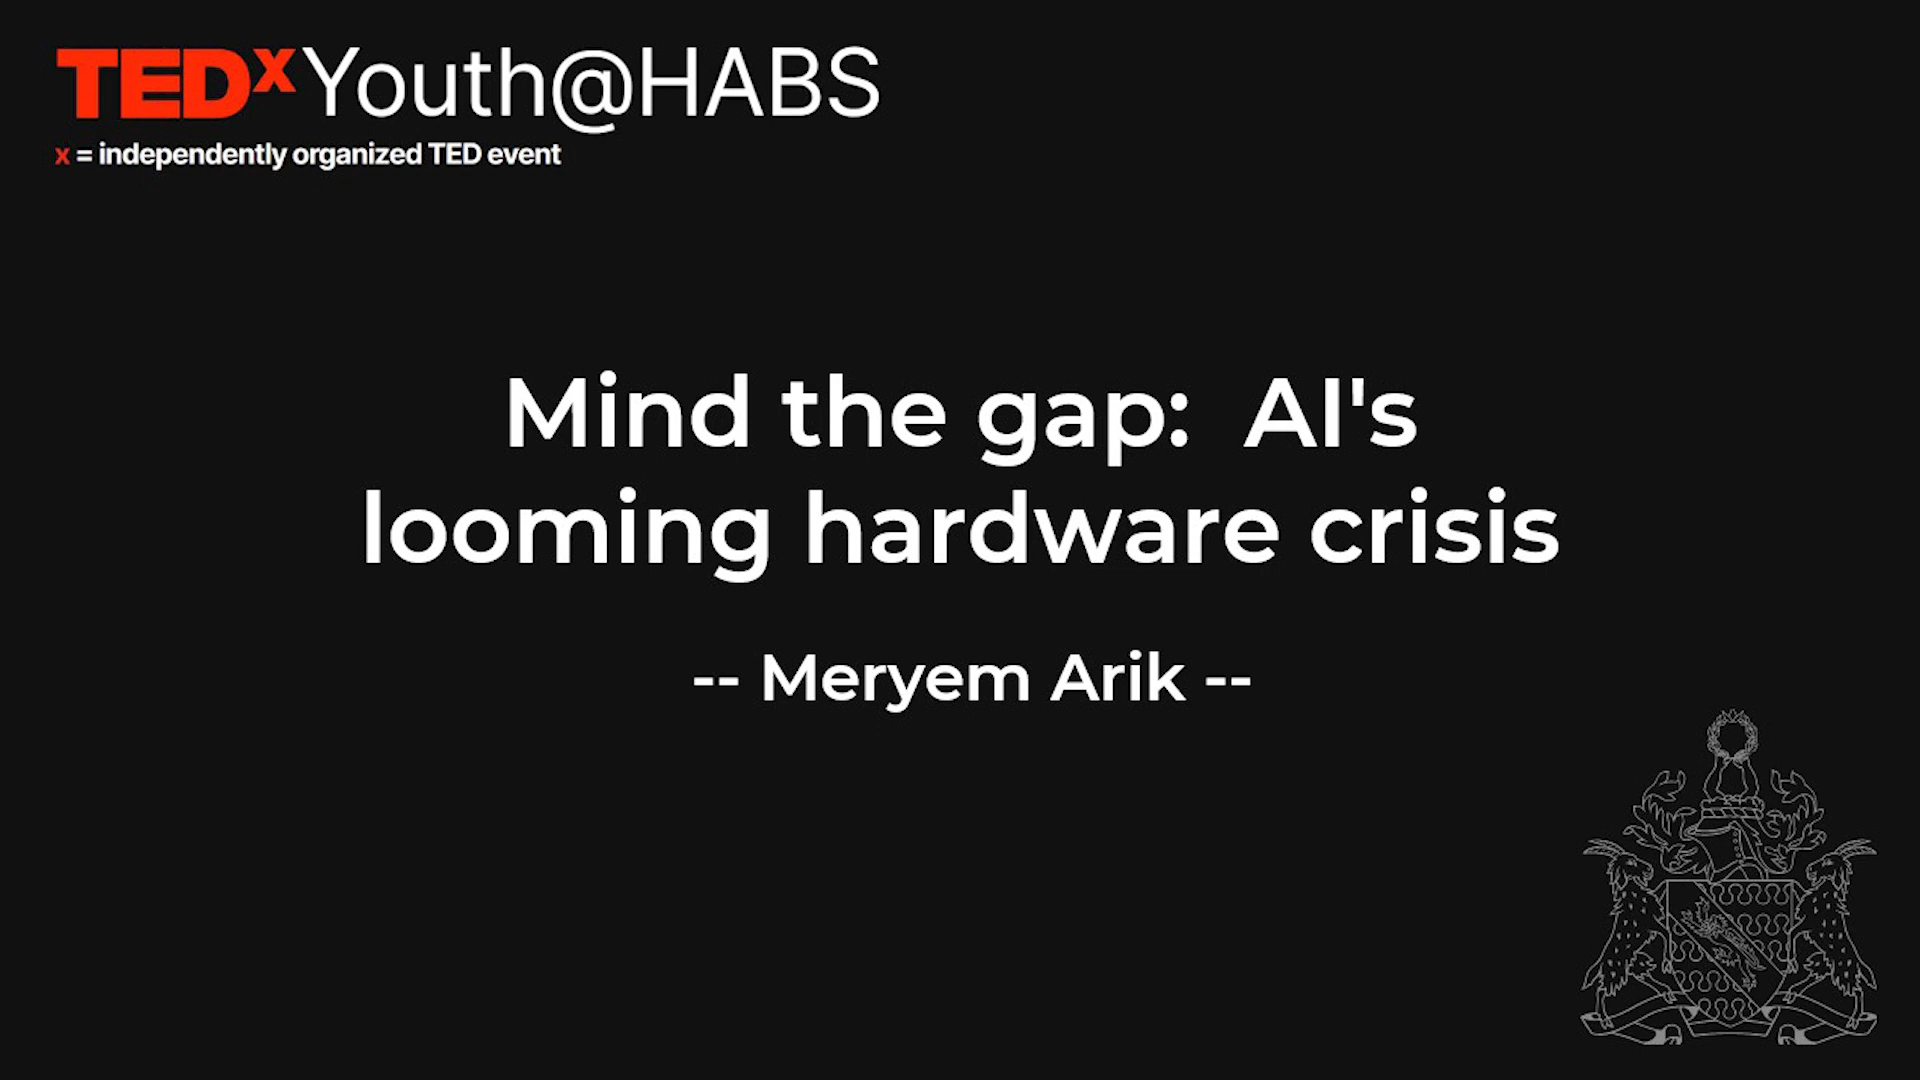 TEDxYouth@HABS
x = independently organized TED event
Mind the gap:  AI's
looming hardware crisis
-- Meryem Arik --